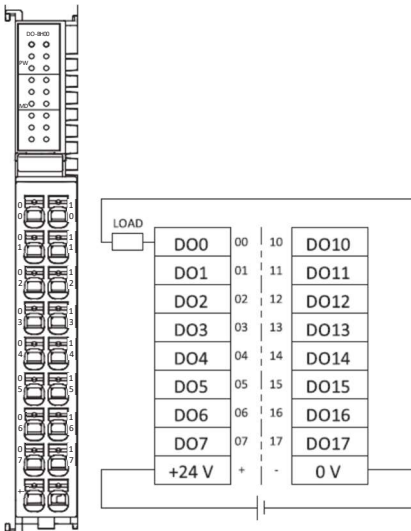 DO-8H00
PW
MD
0 0 1 0
0 1 1 1
0 2 1 2
0 3 1 3
0 4 1 4
0 5 1 5
0 6 1 6
0 7 1 7
+ -
LOAD
DO0 00 10 DO10
DO1 01 11 DO11
DO2 02 12 DO12
DO3 03 13 DO13
DO4 04 14 DO14
DO5 05 15 DO15
DO6 06 16 DO16
DO7 07 17 DO17
+24 V + - 0 V